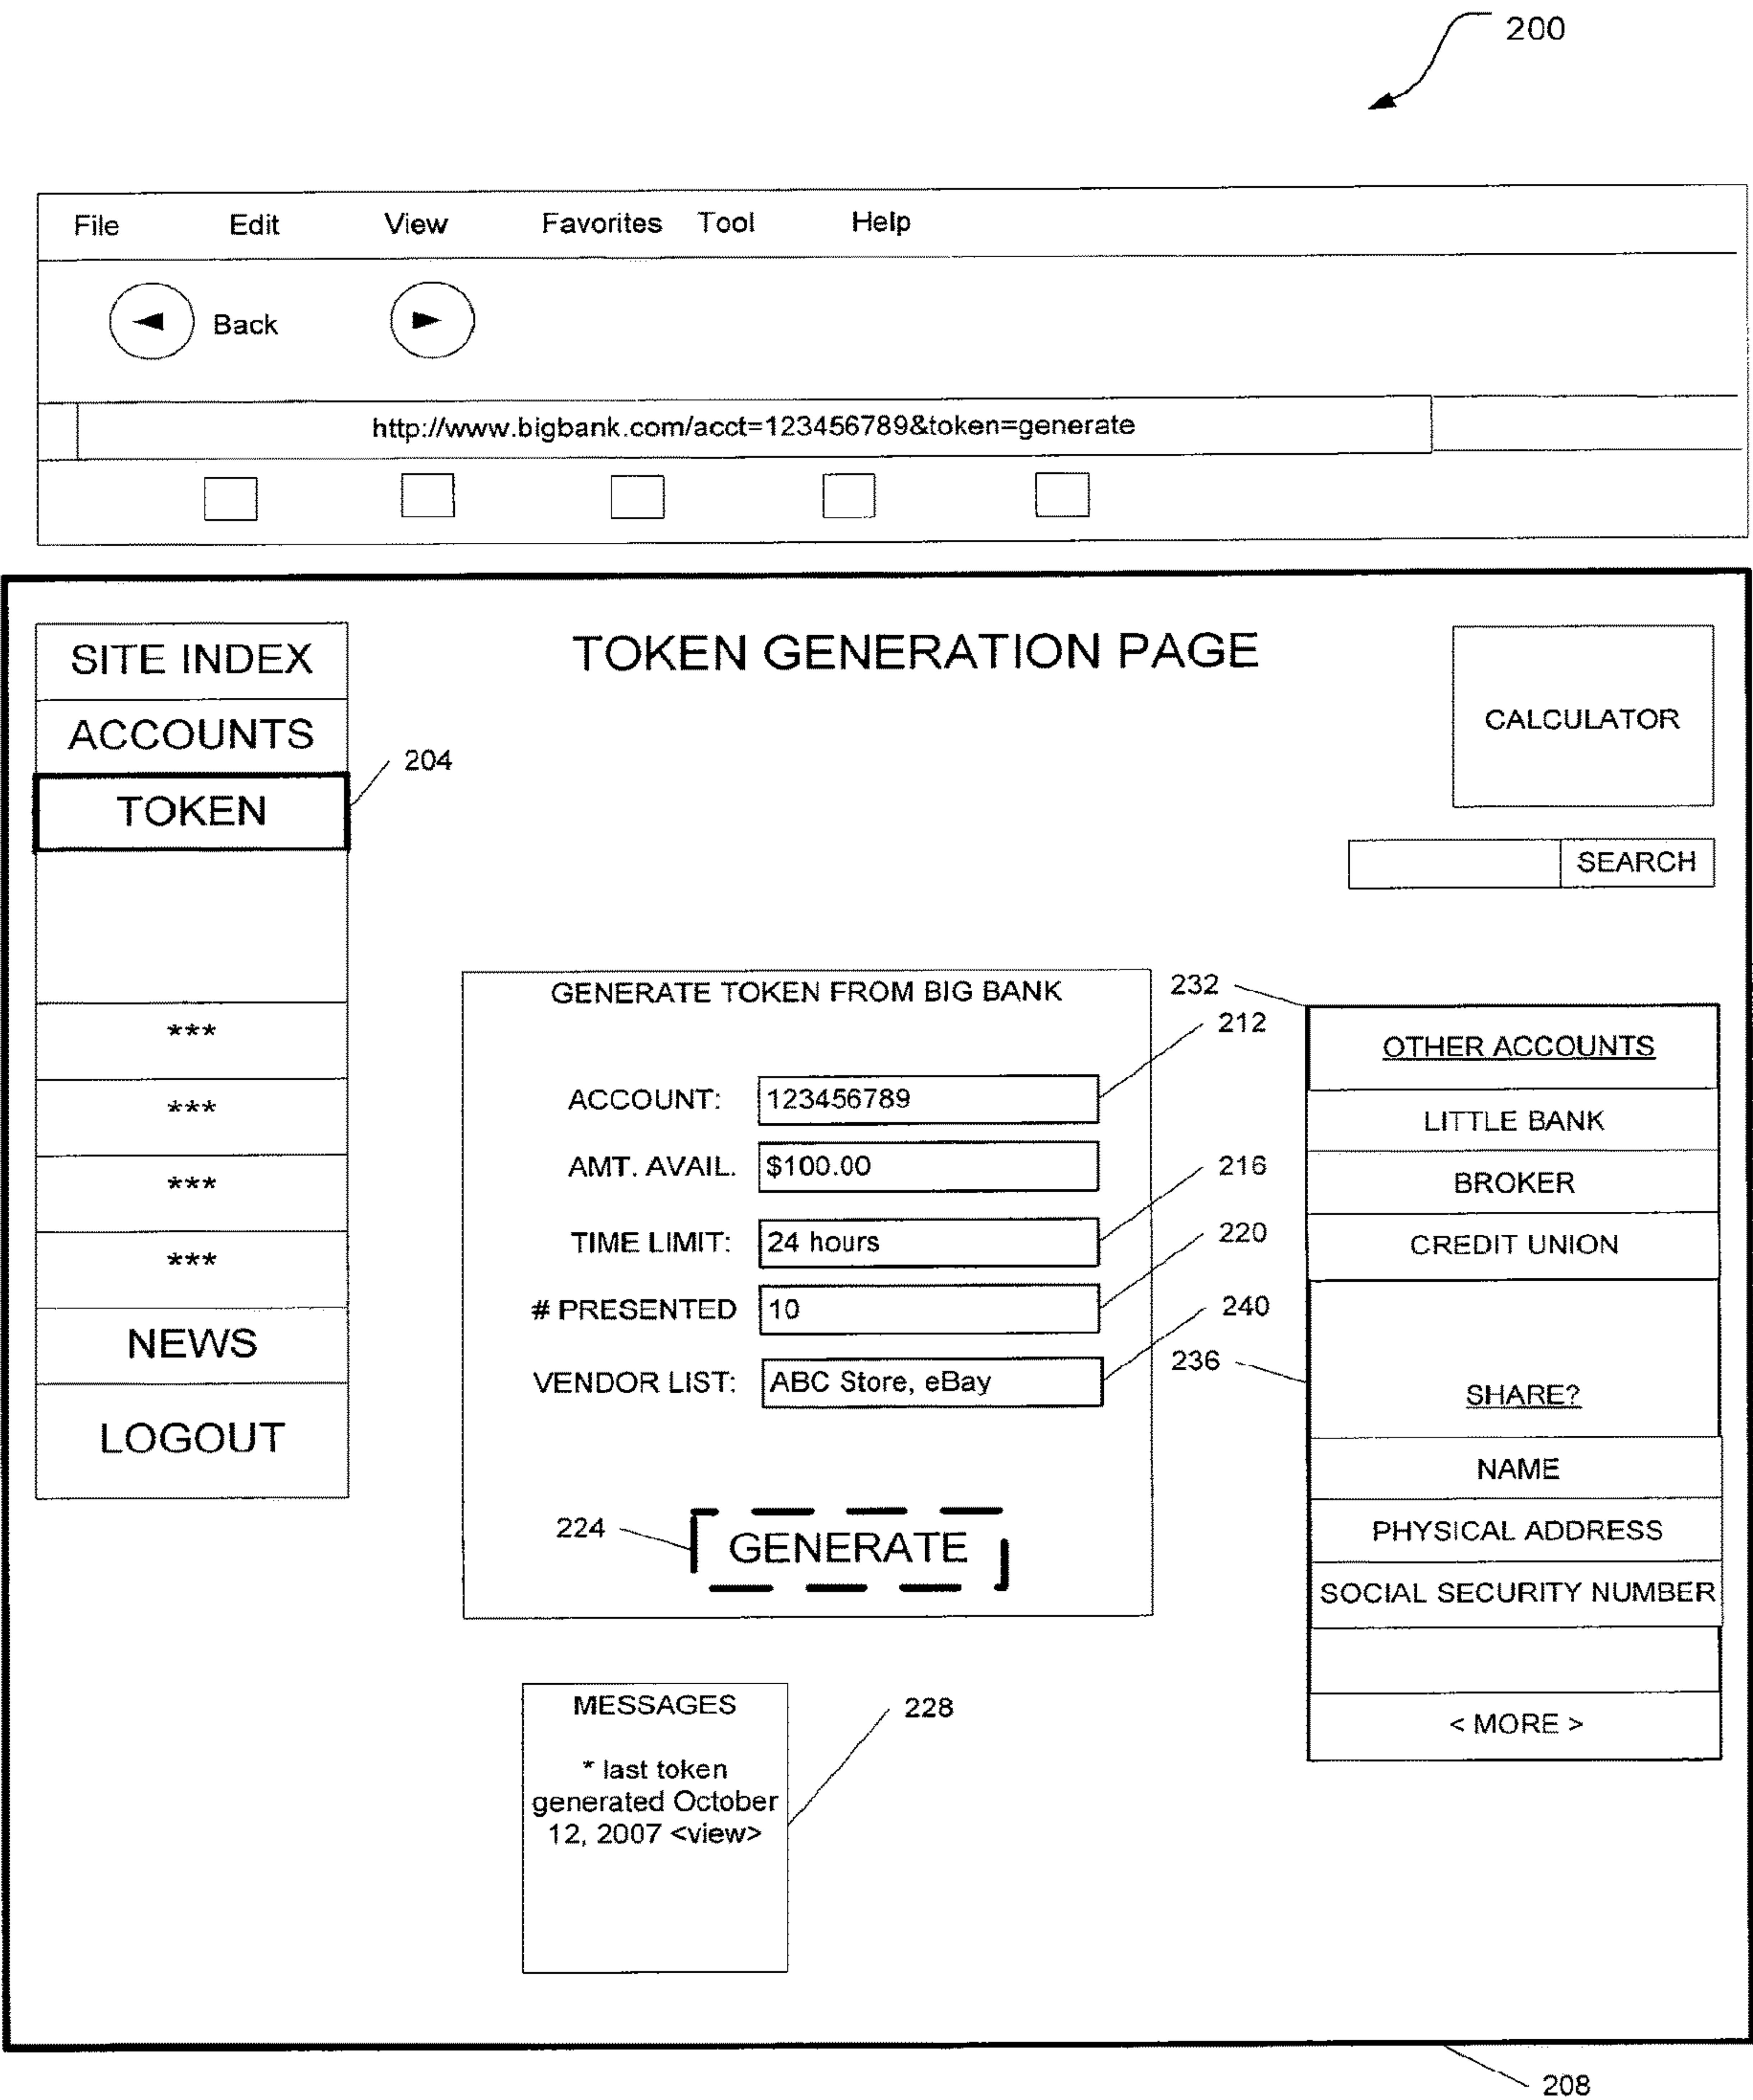 200
File Edit View Favorites Tool Help
Back
http://www.bigbank.com/acct=123456789&token=generate
TOKEN GENERATION PAGE
SITE INDEX
ACCOUNTS
TOKEN
204
***
***
***
***
NEWS
LOGOUT
CALCULATOR
SEARCH
GENERATE TOKEN FROM BIG BANK
ACCOUNT: 123456789
212
AMT. AVAIL. $100.00
TIME LIMIT: 24 hours
216
# PRESENTED 10
220
VENDOR LIST: ABC Store, eBay
240
224
GENERATE
232
OTHER ACCOUNTS
LITTLE BANK
BROKER
CREDIT UNION
236
SHARE?
NAME
PHYSICAL ADDRESS
SOCIAL SECURITY NUMBER
< MORE >
MESSAGES
* last token
generated October
12, 2007 <view>
228
208